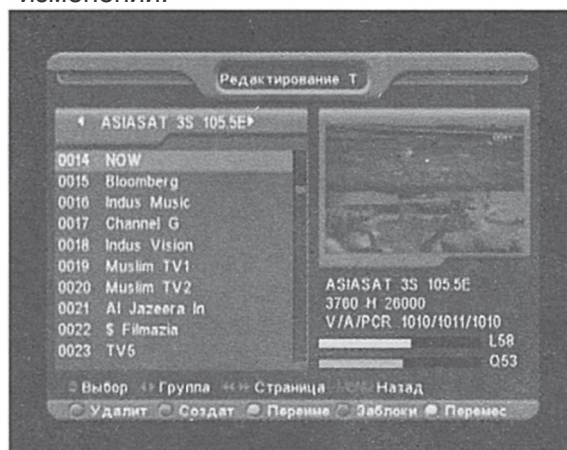 изменения.
Редактирование Т
ASIASAT 3S 105.5E
0014 NOW
0015 Bloomberg
0016 Indus Music
0017 Channel G
0018 Indus Vision
0019 Muslim TV1
0020 Muslim TV2
0021 Al Jazeera In
0022 $ Filmazia
0023 TV5
ASIASAT 3S 105.5E
3760 H 26000
V/A/PCR 1010/1011/1010
L58
Q53
Выбор Группа Страница MENU Назад
Удалит Создат Переиме Заблоки Перемес